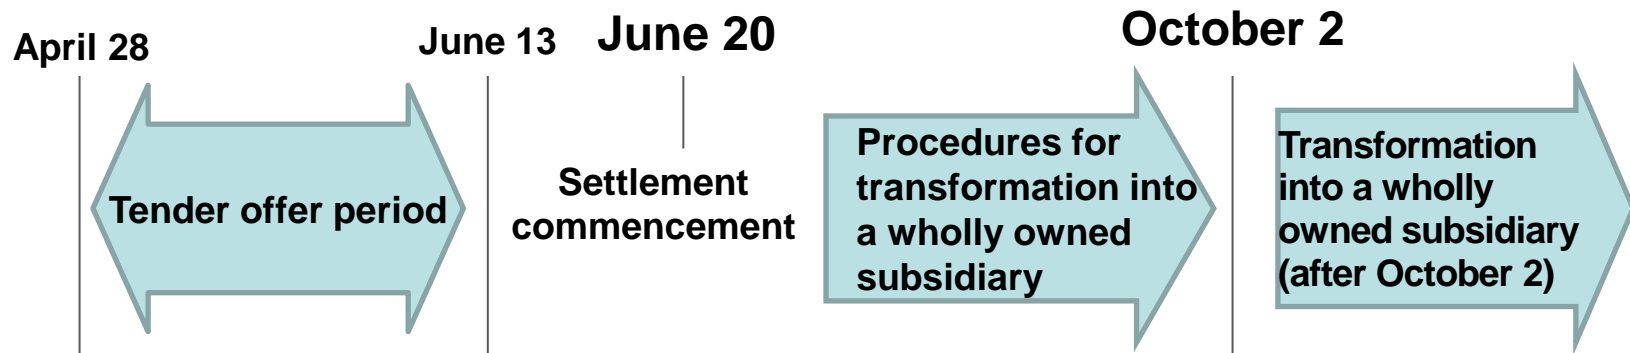 April 28
June 13
June 20
October 2
Tender offer period
Settlement
commencement
Procedures for
transformation into
a wholly owned
subsidiary
Transformation
into a wholly
owned subsidiary
(after October 2)